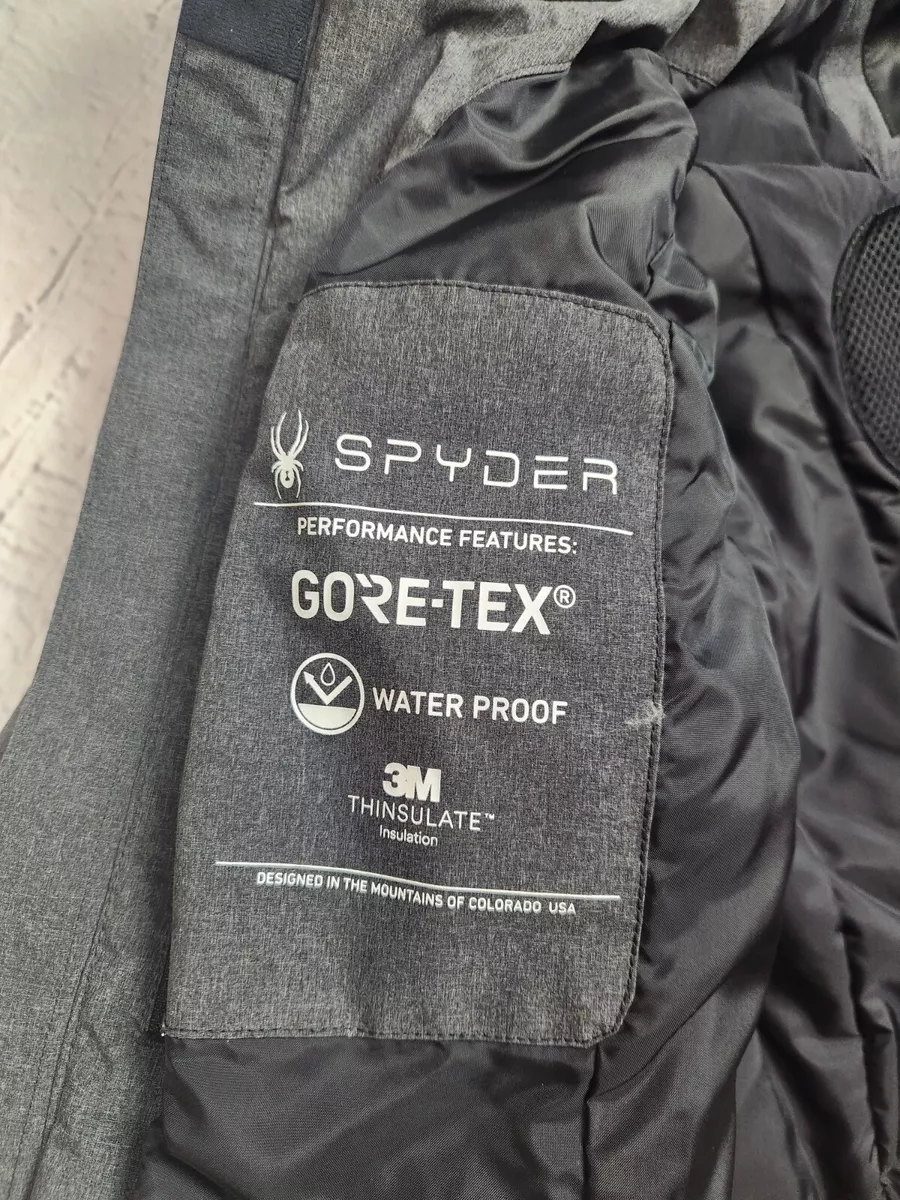 SPYDER
PERFORMANCE FEATURES:
GORE-TEX®
WATER PROOF
3M
THINSULATE™
Insulation
DESIGNED IN THE MOUNTAINS OF COLORADO USA